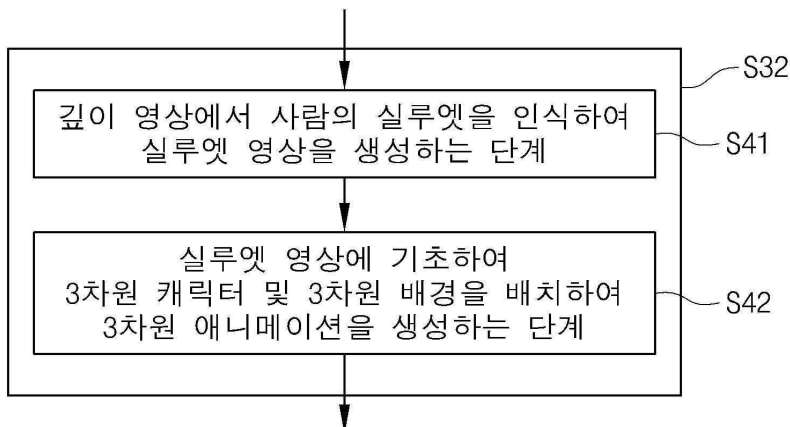 S32
깊이 영상에서 사람의 실루엣을 인식하여
실루엣 영상을 생성하는 단계
S41
실루엣 영상에 기초하여
3차원 캐릭터 및 3차원 배경을 배치하여
3차원 애니메이션을 생성하는 단계
S42